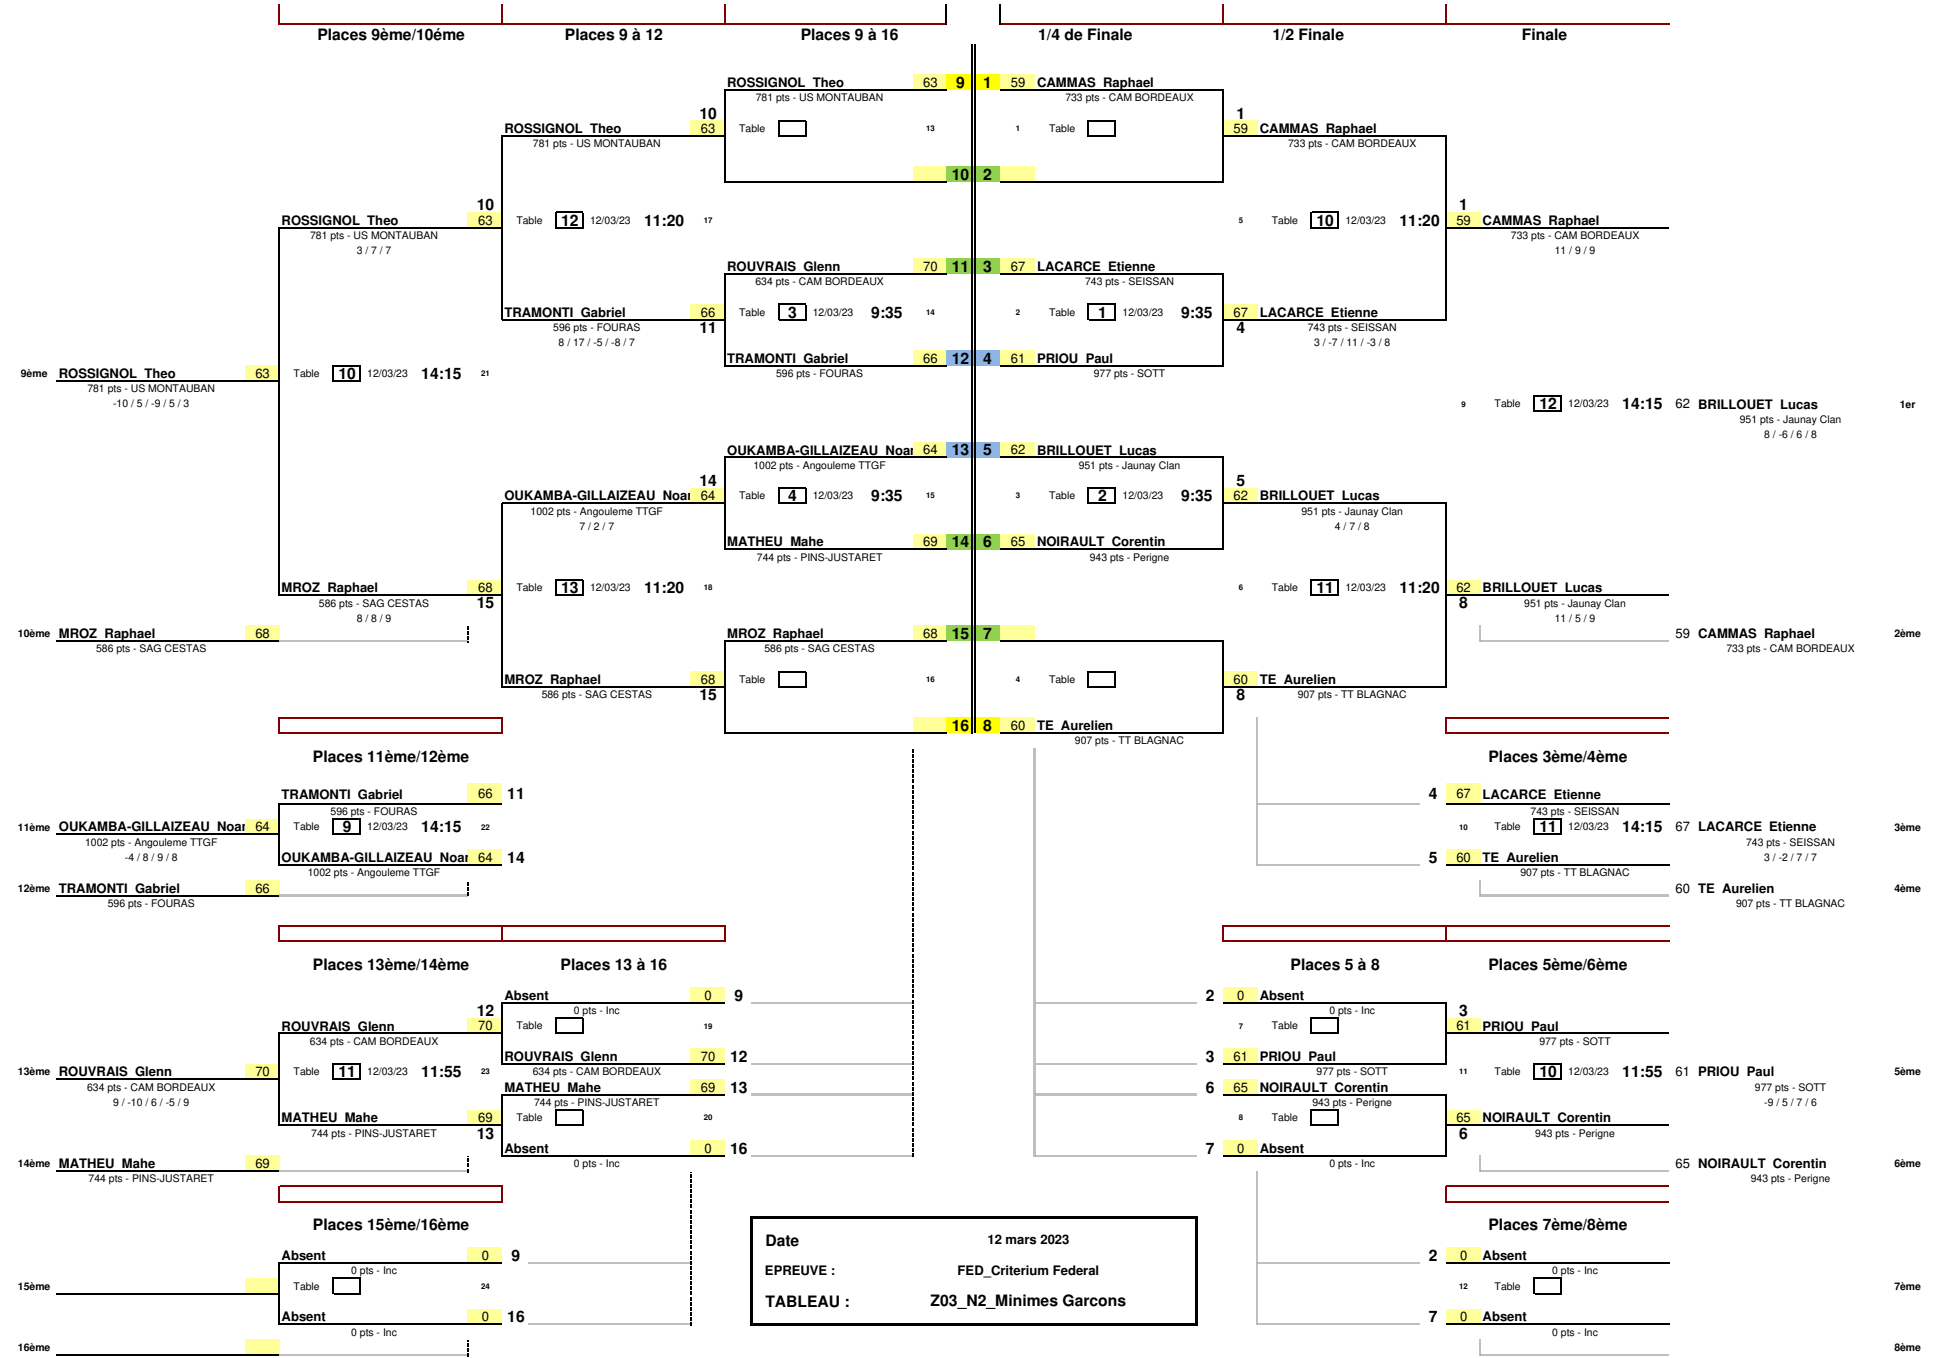 Places 9ème/10éme Places 9 à 12 Places 9 à 16 1/4 de Finale 1/2 Finale Finale
ROSSIGNOL Theo 63 9 1 59 CAMMAS Raphael
781 pts - US MONTAUBAN 733 pts - CAM BORDEAUX
10 1
ROSSIGNOL Theo 63 Table 13 1 Table 59 CAMMAS Raphael
781 pts - US MONTAUBAN 733 pts - CAM BORDEAUX
10 2
10 1
ROSSIGNOL Theo 63 Table 12 12/03/23 11:20 17 5 Table 10 12/03/23 11:20 59 CAMMAS Raphael
781 pts - US MONTAUBAN 733 pts - CAM BORDEAUX
3 / 7 / 7 11 / 9 / 9
ROUVRAIS Glenn 70 11 3 67 LACARCE Etienne
634 pts - CAM BORDEAUX 743 pts - SEISSAN
TRAMONTI Gabriel 66 Table 3 12/03/23 9:35 14 2 Table 1 12/03/23 9:35 67 LACARCE Etienne
596 pts - FOURAS 11 4 743 pts - SEISSAN
8 / 17 / -5 / -8 / 7 3 / -7 / 11 / -3 / 8
TRAMONTI Gabriel 66 12 4 61 PRIOU Paul
596 pts - FOURAS 977 pts - SOTT
9ème ROSSIGNOL Theo 63 Table 10 12/03/23 14:15 21
781 pts - US MONTAUBAN
-10 / 5 / -9 / 5 / 3
9 Table 12 12/03/23 14:15 62 BRILLOUET Lucas 1er
951 pts - Jaunay Clan
8 / -6 / 6 / 8
OUKAMBA-GILLAIZEAU Noar 64 13 5 62 BRILLOUET Lucas
1002 pts - Angouleme TTGF 951 pts - Jaunay Clan
14 5
OUKAMBA-GILLAIZEAU Noar 64 Table 4 12/03/23 9:35 15 3 Table 2 12/03/23 9:35 62 BRILLOUET Lucas
1002 pts - Angouleme TTGF 951 pts - Jaunay Clan
7 / 2 / 7 4 / 7 / 8
MATHEU Mahe 69 14 6 65 NOIRAULT Corentin
744 pts - PINS-JUSTARET 943 pts - Perigne
MROZ Raphael 68 Table 13 12/03/23 11:20 18 6 Table 11 12/03/23 11:20 62 BRILLOUET Lucas
586 pts - SAG CESTAS 15 8 951 pts - Jaunay Clan
8 / 8 / 9 11 / 5 / 9
10ème MROZ Raphael 68 MROZ Raphael 68 15 7 59 CAMMAS Raphael 2ème
586 pts - SAG CESTAS 586 pts - SAG CESTAS 733 pts - CAM BORDEAUX
MROZ Raphael 68 Table 16 4 Table 60 TE Aurelien
586 pts - SAG CESTAS 15 8 907 pts - TT BLAGNAC
16 8 60 TE Aurelien
907 pts - TT BLAGNAC
Places 11ème/12ème Places 3ème/4ème
TRAMONTI Gabriel 66 11 4 67 LACARCE Etienne
596 pts - FOURAS 743 pts - SEISSAN
11ème OUKAMBA-GILLAIZEAU Noar 64 Table 9 12/03/23 14:15 22 10 Table 11 12/03/23 14:15 67 LACARCE Etienne 3ème
1002 pts - Angouleme TTGF 743 pts - SEISSAN
-4 / 8 / 9 / 8 3 / -2 / 7 / 7
OUKAMBA-GILLAIZEAU Noar 64 14 5 60 TE Aurelien
1002 pts - Angouleme TTGF 907 pts - TT BLAGNAC
12ème TRAMONTI Gabriel 66 60 TE Aurelien 4ème
596 pts - FOURAS 907 pts - TT BLAGNAC
Places 13ème/14ème Places 13 à 16 Places 5 à 8 Places 5ème/6ème
Absent 0 9 2 0 Absent
0 pts - Inc 0 pts - Inc
12 3
ROUVRAIS Glenn 70 Table 19 7 Table 61 PRIOU Paul
634 pts - CAM BORDEAUX 977 pts - SOTT
ROUVRAIS Glenn 70 12 3 61 PRIOU Paul
634 pts - CAM BORDEAUX 977 pts - SOTT
13ème ROUVRAIS Glenn 70 Table 11 12/03/23 11:55 23 11 Table 10 12/03/23 11:55 61 PRIOU Paul 5ème
634 pts - CAM BORDEAUX 977 pts - SOTT
9 / -10 / 6 / -5 / 9 -9 / 5 / 7 / 6
MATHEU Mahe 69 13 6 65 NOIRAULT Corentin
744 pts - PINS-JUSTARET 943 pts - Perigne
MATHEU Mahe 69 Table 20 8 Table 65 NOIRAULT Corentin
744 pts - PINS-JUSTARET 13 6 943 pts - Perigne
Absent 0 16 7 0 Absent
0 pts - Inc 0 pts - Inc
14ème MATHEU Mahe 69 65 NOIRAULT Corentin 6ème
744 pts - PINS-JUSTARET 943 pts - Perigne
Places 15ème/16ème Places 7ème/8ème
Date 12 mars 2023
Absent 0 9 2 0 Absent
0 pts - Inc 0 pts - Inc
EPREUVE : FED_Criterium Federal
15ème Table 24 12 Table 7ème
TABLEAU : Z03_N2_Minimes Garcons
Absent 0 16 7 0 Absent
0 pts - Inc 0 pts - Inc
16ème 8ème